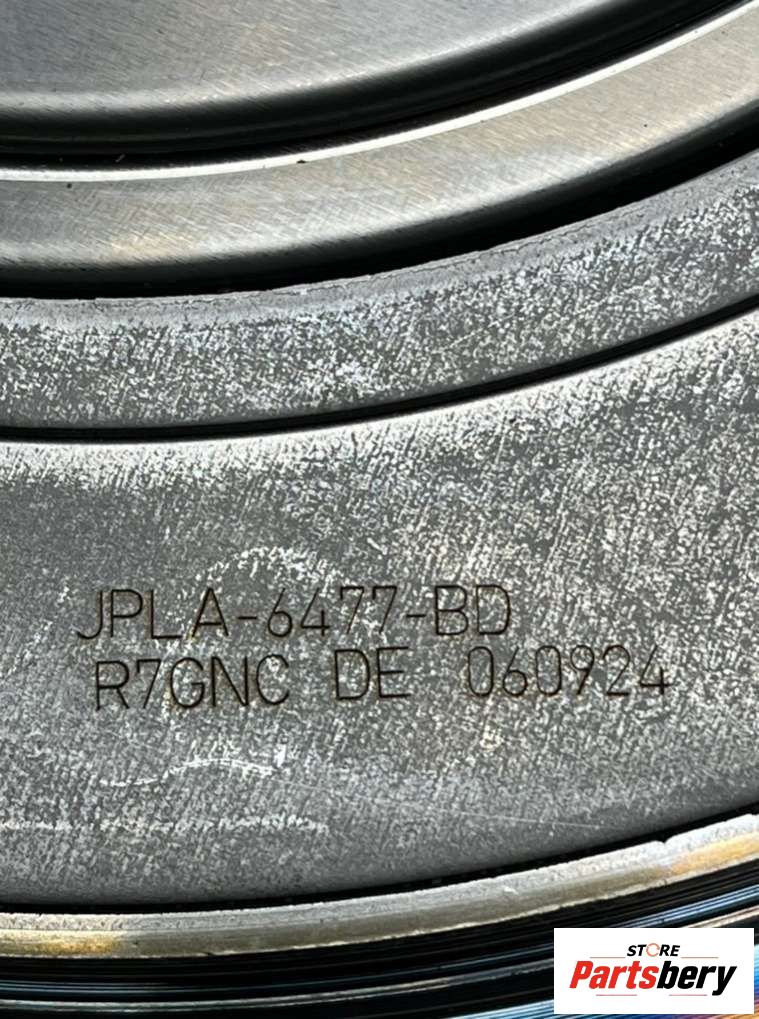 JPLA-6477-BD
R7GNC DE 060924
STORE
Partsbery